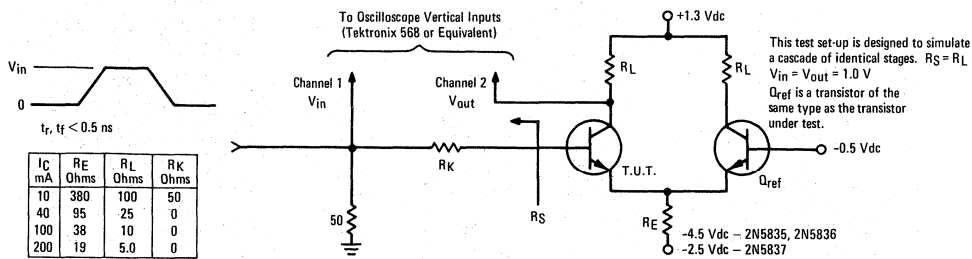 To Oscilloscope Vertical Inputs
(Tektronix 568 or Equivalent)
+1.3 Vdc
This test set-up is designed to simulate
a cascade of identical stages. RS = RL
Vin = Vout = 1.0 V
Qref is a transistor of the
same type as the transistor
under test.
Vin
0
tr, tf < 0.5 ns
Channel 1
Vin
Channel 2
Vout
RL
RL
RK
RS
50
T.U.T.
Qref
-0.5 Vdc
RE
-4.5 Vdc – 2N5835, 2N5836
-2.5 Vdc – 2N5837
IC mA RE Ohms RL Ohms RK Ohms
10 380 100 50
40 95 25 0
100 38 10 0
200 19 5.0 0